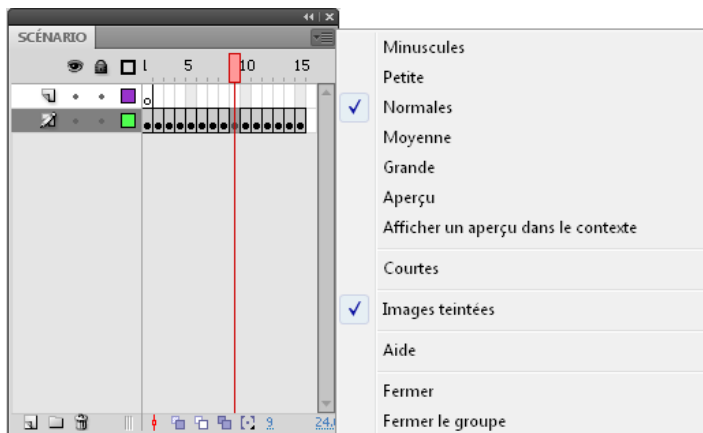 SCÉNARIO
1 5 10 15
9 24.0
Minuscules
Petite
Normales
Moyenne
Grande
Aperçu
Afficher un aperçu dans le contexte
Courtes
Images teintées
Aide
Fermer
Fermer le groupe